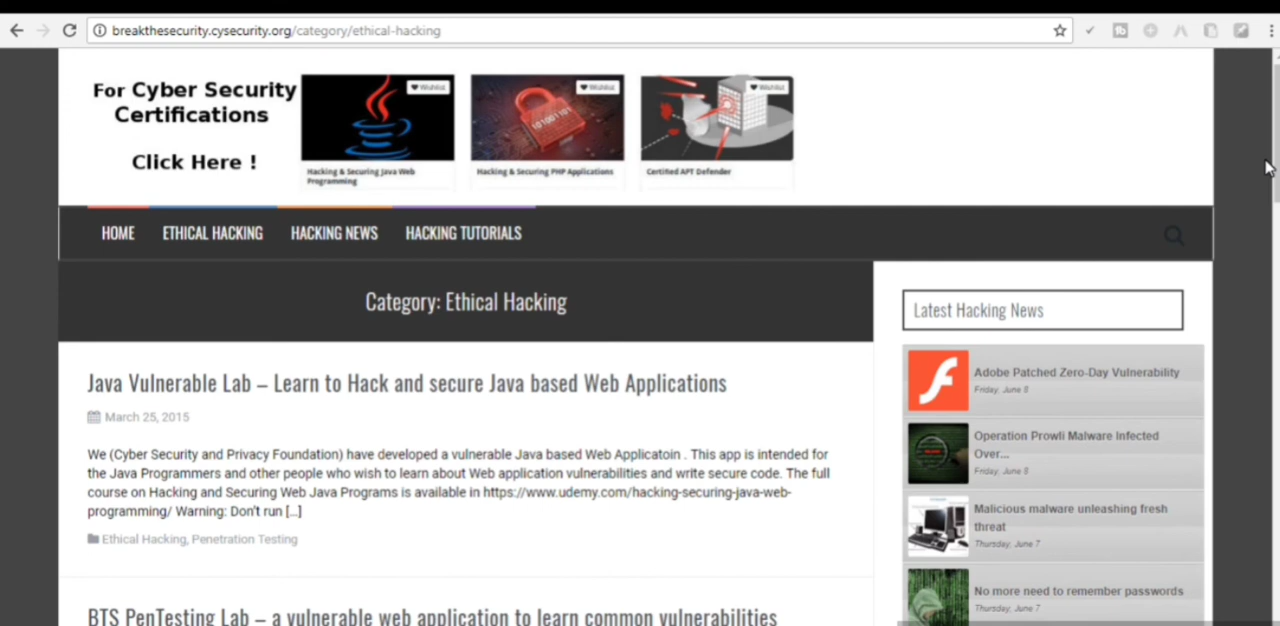 breakthesecurity.cysecurity.org/category/ethical-hacking
For Cyber Security
Certifications
Click Here !
Wishlist
Wishlist
Wishlist
Hacking & Securing Java Web
Programming
Hacking & Securing PHP Applications
Certified APT Defender
HOME
ETHICAL HACKING
HACKING NEWS
HACKING TUTORIALS
Category: Ethical Hacking
Java Vulnerable Lab – Learn to Hack and secure Java based Web Applications
March 25, 2015
We (Cyber Security and Privacy Foundation) have developed a vulnerable Java based Web Applicatoin . This app is intended for
the Java Programmers and other people who wish to learn about Web application vulnerabilities and write secure code. The full
course on Hacking and Securing Web Java Programs is available in https://www.udemy.com/hacking-securing-java-web-
programming/ Warning: Don't run [...]
Ethical Hacking, Penetration Testing
BTS PenTesting Lab – a vulnerable web application to learn common vulnerabilities
Latest Hacking News
Adobe Patched Zero-Day Vulnerability
Friday, June 8
Operation Prowli Malware Infected
Over...
Friday, June 8
Malicious malware unleashing fresh
threat
Thursday, June 7
No more need to remember passwords
Thursday, June 7